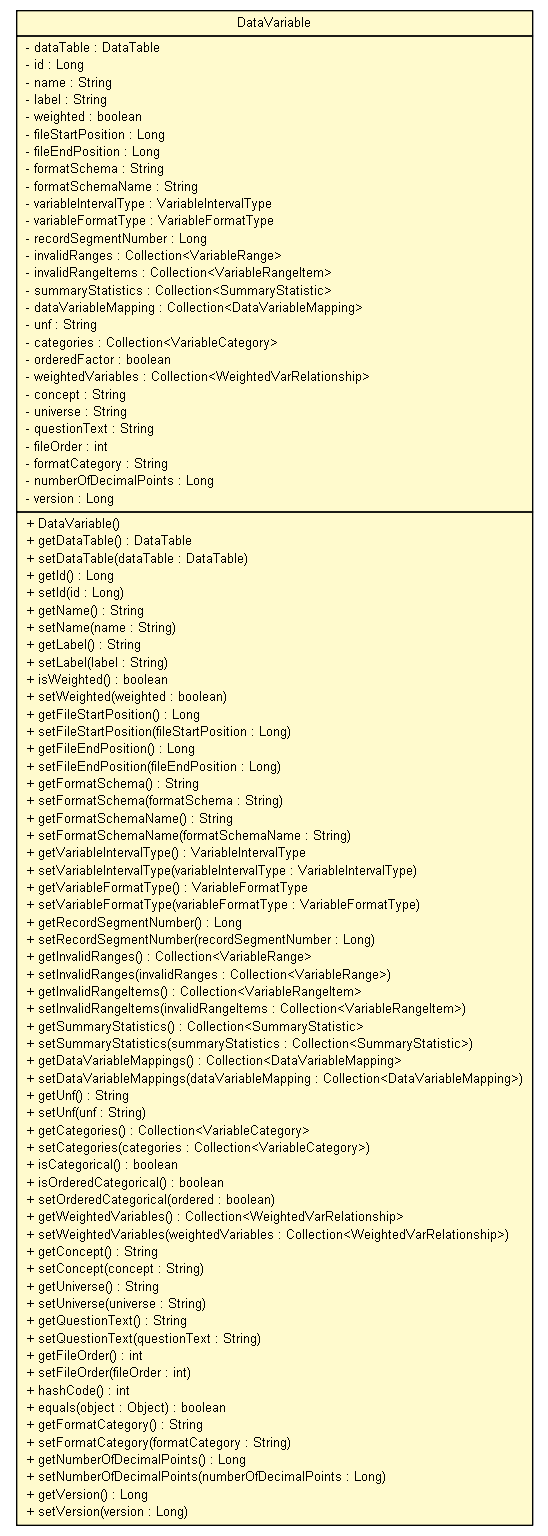 DataVariable
- dataTable : DataTable
- id : Long
- name : String
- label : String
- weighted : boolean
- fileStartPosition : Long
- fileEndPosition : Long
- formatSchema : String
- formatSchemaName : String
- variableIntervalType : VariableIntervalType
- variableFormatType : VariableFormatType
- recordSegmentNumber : Long
- invalidRanges : Collection<VariableRange>
- invalidRangeItems : Collection<VariableRangeItem>
- summaryStatistics : Collection<SummaryStatistic>
- dataVariableMapping : Collection<DataVariableMapping>
- unf : String
- categories : Collection<VariableCategory>
- orderedFactor : boolean
- weightedVariables : Collection<WeightedVarRelationship>
- concept : String
- universe : String
- questionText : String
- fileOrder : int
- formatCategory : String
- numberOfDecimalPoints : Long
- version : Long
+ DataVariable()
+ getDataTable() : DataTable
+ setDataTable(dataTable : DataTable)
+ getId() : Long
+ setId(id : Long)
+ getName() : String
+ setName(name : String)
+ getLabel() : String
+ setLabel(label : String)
+ isWeighted() : boolean
+ setWeighted(weighted : boolean)
+ getFileStartPosition() : Long
+ setFileStartPosition(fileStartPosition : Long)
+ getFileEndPosition() : Long
+ setFileEndPosition(fileEndPosition : Long)
+ getFormatSchema() : String
+ setFormatSchema(formatSchema : String)
+ getFormatSchemaName() : String
+ setFormatSchemaName(formatSchemaName : String)
+ getVariableIntervalType() : VariableIntervalType
+ setVariableIntervalType(variableIntervalType : VariableIntervalType)
+ getVariableFormatType() : VariableFormatType
+ setVariableFormatType(variableFormatType : VariableFormatType)
+ getRecordSegmentNumber() : Long
+ setRecordSegmentNumber(recordSegmentNumber : Long)
+ getInvalidRanges() : Collection<VariableRange>
+ setInvalidRanges(invalidRanges : Collection<VariableRange>)
+ getInvalidRangeItems() : Collection<VariableRangeItem>
+ setInvalidRangeItems(invalidRangeItems : Collection<VariableRangeItem>)
+ getSummaryStatistics() : Collection<SummaryStatistic>
+ setSummaryStatistics(summaryStatistics : Collection<SummaryStatistic>)
+ getDataVariableMappings() : Collection<DataVariableMapping>
+ setDataVariableMappings(dataVariableMapping : Collection<DataVariableMapping>)
+ getUnf() : String
+ setUnf(unf : String)
+ getCategories() : Collection<VariableCategory>
+ setCategories(categories : Collection<VariableCategory>)
+ isCategorical() : boolean
+ isOrderedCategorical() : boolean
+ setOrderedCategorical(ordered : boolean)
+ getWeightedVariables() : Collection<WeightedVarRelationship>
+ setWeightedVariables(weightedVariables : Collection<WeightedVarRelationship>)
+ getConcept() : String
+ setConcept(concept : String)
+ getUniverse() : String
+ setUniverse(universe : String)
+ getQuestionText() : String
+ setQuestionText(questionText : String)
+ getFileOrder() : int
+ setFileOrder(fileOrder : int)
+ hashCode() : int
+ equals(object : Object) : boolean
+ getFormatCategory() : String
+ setFormatCategory(formatCategory : String)
+ getNumberOfDecimalPoints() : Long
+ setNumberOfDecimalPoints(numberOfDecimalPoints : Long)
+ getVersion() : Long
+ setVersion(version : Long)